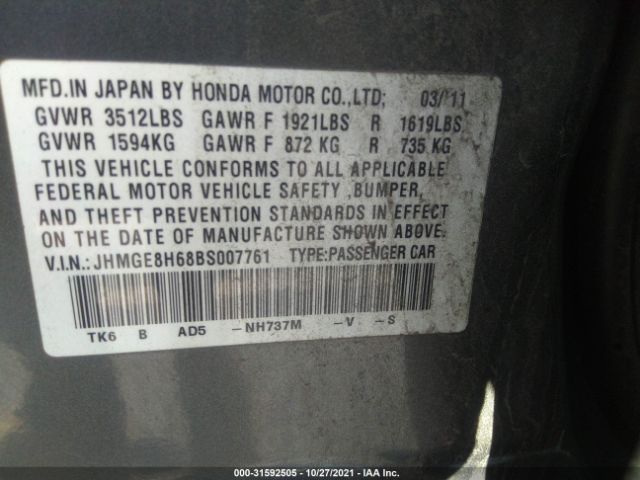 MFD.IN JAPAN BY HONDA MOTOR CO.,LTD; 03/'11
GVWR 3512LBS GAWR F 1921LBS R 1619LBS
GVWR 1594KG GAWR F 872 KG R 735 KG
THIS VEHICLE CONFORMS TO ALL APPLICABLE
FEDERAL MOTOR VEHICLE SAFETY ,BUMPER,
AND THEFT PREVENTION STANDARDS IN EFFECT
ON THE DATE OF MANUFACTURE SHOWN ABOVE.
V.I.N.: JHMGE8H68BS007761 TYPE:PASSENGER CAR
TK6 B AD5 -NH737M -V -S
000-31592505 - 10/27/2021 - IAA Inc.